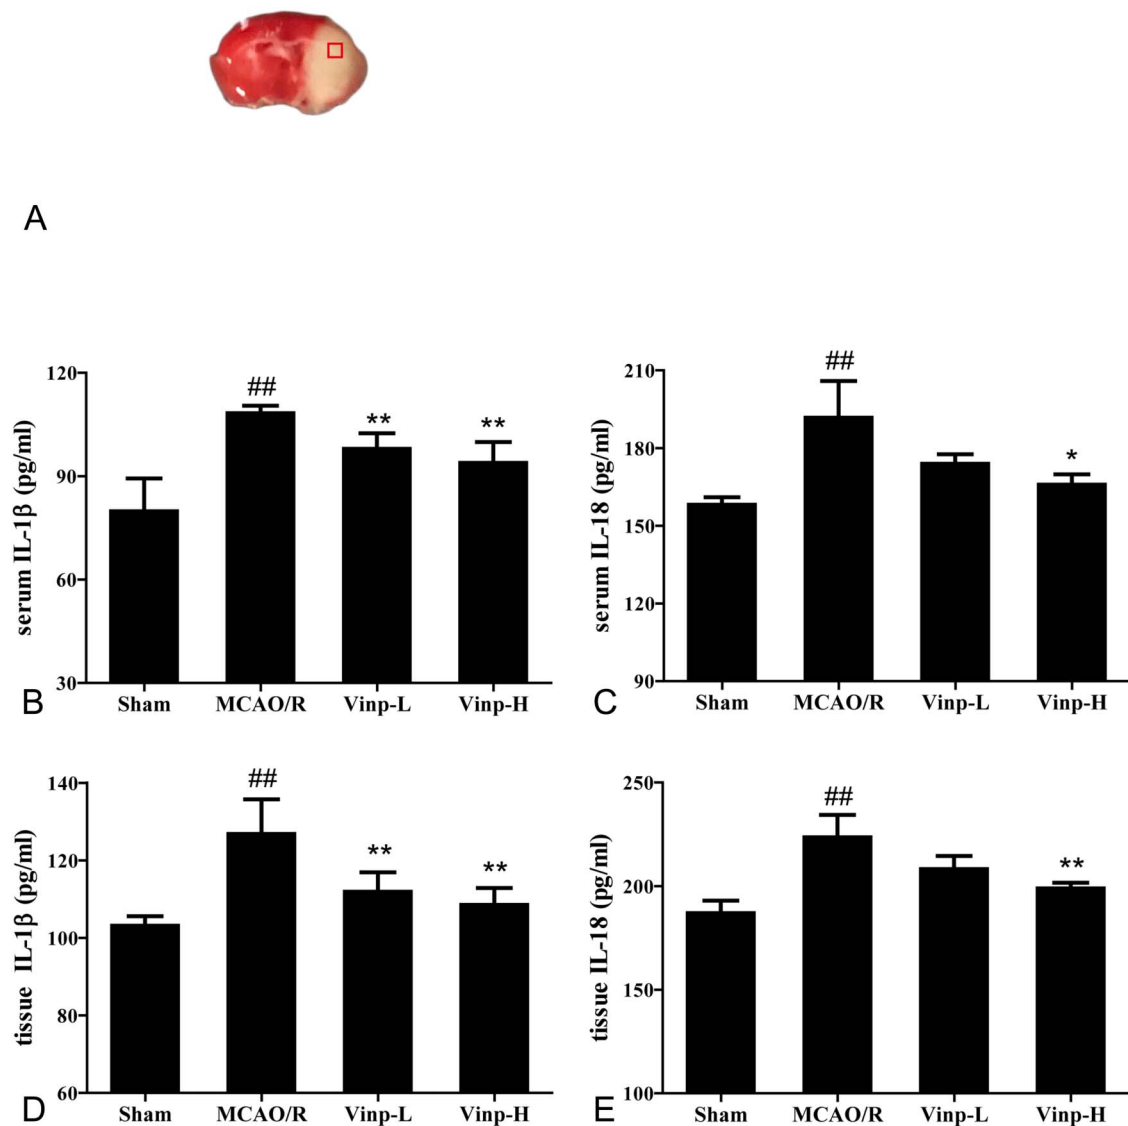 A
serum IL-1β (pg/ml)
120
90
60
30
##
**
**
Sham MCAO/R Vinp-L Vinp-H
B
serum IL-18 (pg/ml)
210
180
150
120
90
##
*
Sham MCAO/R Vinp-L Vinp-H
C
tissue IL-1β (pg/ml)
140
120
100
80
60
##
**
**
Sham MCAO/R Vinp-L Vinp-H
D
tissue IL-18 (pg/ml)
250
200
150
100
##
**
Sham MCAO/R Vinp-L Vinp-H
E